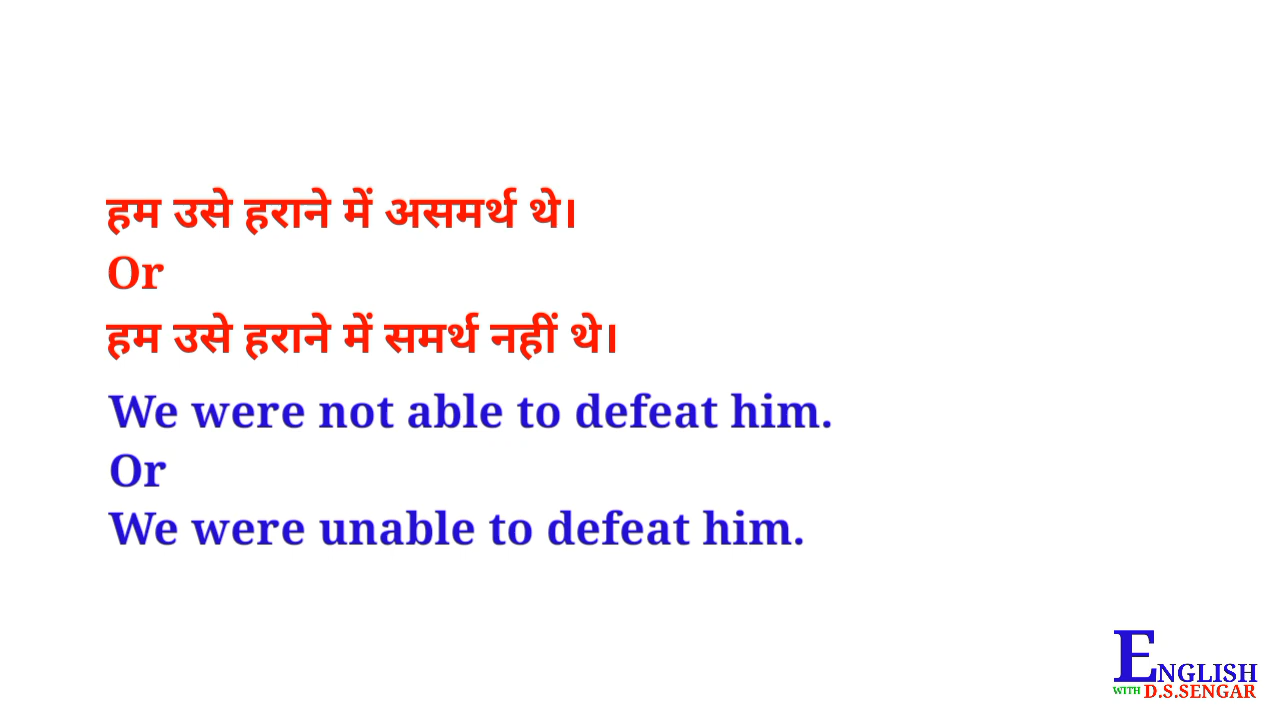 हम उसे हराने में असमर्थ थे।
Or
हम उसे हराने में समर्थ नहीं थे।
We were not able to defeat him.
Or
We were unable to defeat him.
ENGLISH
WITH D.S.SENGAR